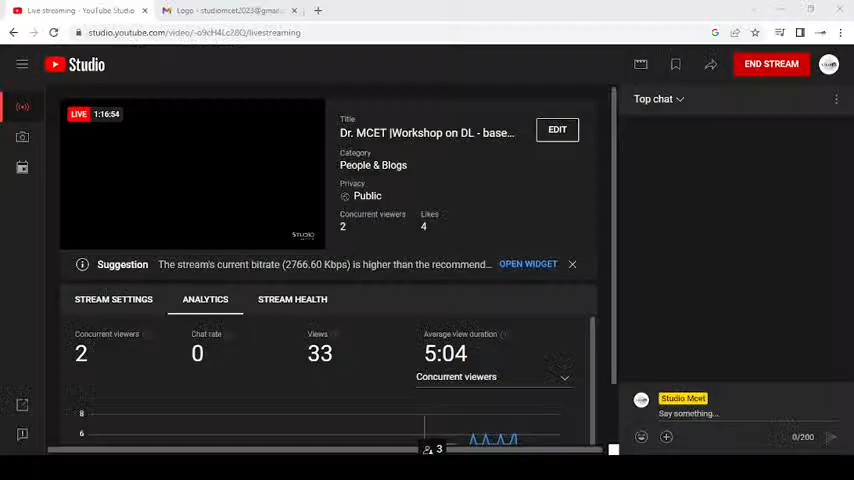 Live streaming - YouTube Studio
Logo - studiomcet2023@gmail.
studio.youtube.com/video/-o9cH4Lc28Q/livestreaming
Studio
END STREAM
LIVE 1:16:54
STUDIO
Title
Dr. MCET |Workshop on DL - base...
EDIT
Category
People & Blogs
Privacy
Public
Concurrent viewers
Likes
2
4
Top chat
Suggestion The stream's current bitrate (2766.60 Kbps) is higher than the recommend... OPEN WIDGET
STREAM SETTINGS ANALYTICS STREAM HEALTH
Concurrent viewers
Chat rate
Views
Average view duration
2
0
33
5:04
Concurrent viewers
8
6
3
Studio Mcet
Say something...
0/200